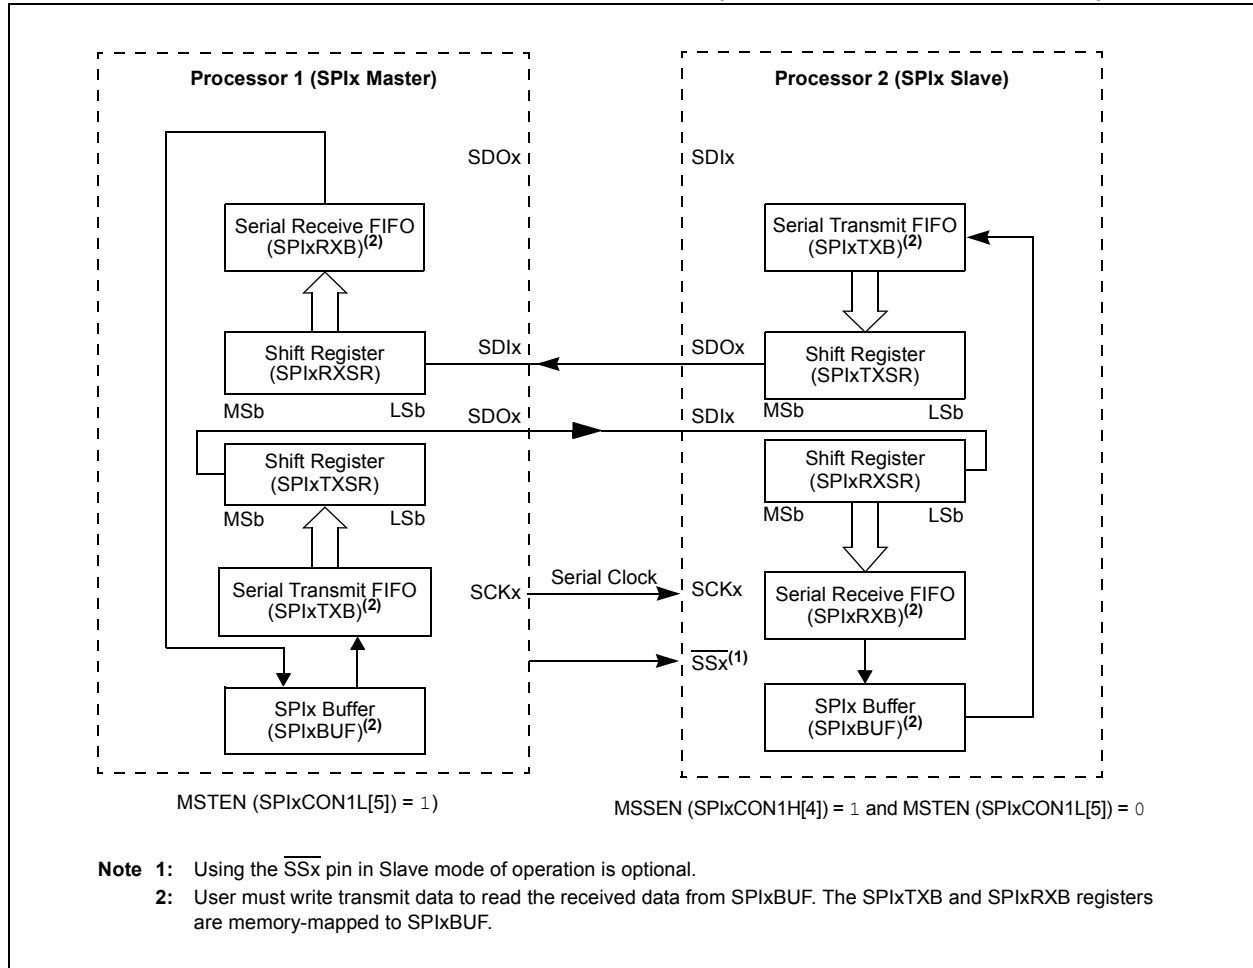 Processor 1 (SPIx Master)
Processor 2 (SPIx Slave)
SDOx
SDIx
Serial Receive FIFO
(SPIxRXB)(2)
Serial Transmit FIFO
(SPIxTXB)(2)
Shift Register
(SPIxRXSR)
SDIx
SDOx
Shift Register
(SPIxTXSR)
MSb
LSb
MSb
LSb
SDOx
SDIx
Shift Register
(SPIxTXSR)
Shift Register
(SPIxRXSR)
MSb
LSb
MSb
LSb
Serial Transmit FIFO
(SPIxTXB)(2)
SCKx
Serial Clock
SCKx
Serial Receive FIFO
(SPIxRXB)(2)
SSx(1)
SPIx Buffer
(SPIxBUF)(2)
SPIx Buffer
(SPIxBUF)(2)
MSTEN (SPIxCON1L[5]) = 1)
MSSEN (SPIxCON1H[4]) = 1 and MSTEN (SPIxCON1L[5]) = 0
Note 1: Using the SSx pin in Slave mode of operation is optional.
2: User must write transmit data to read the received data from SPIxBUF. The SPIxTXB and SPIxRXB registers
are memory-mapped to SPIxBUF.